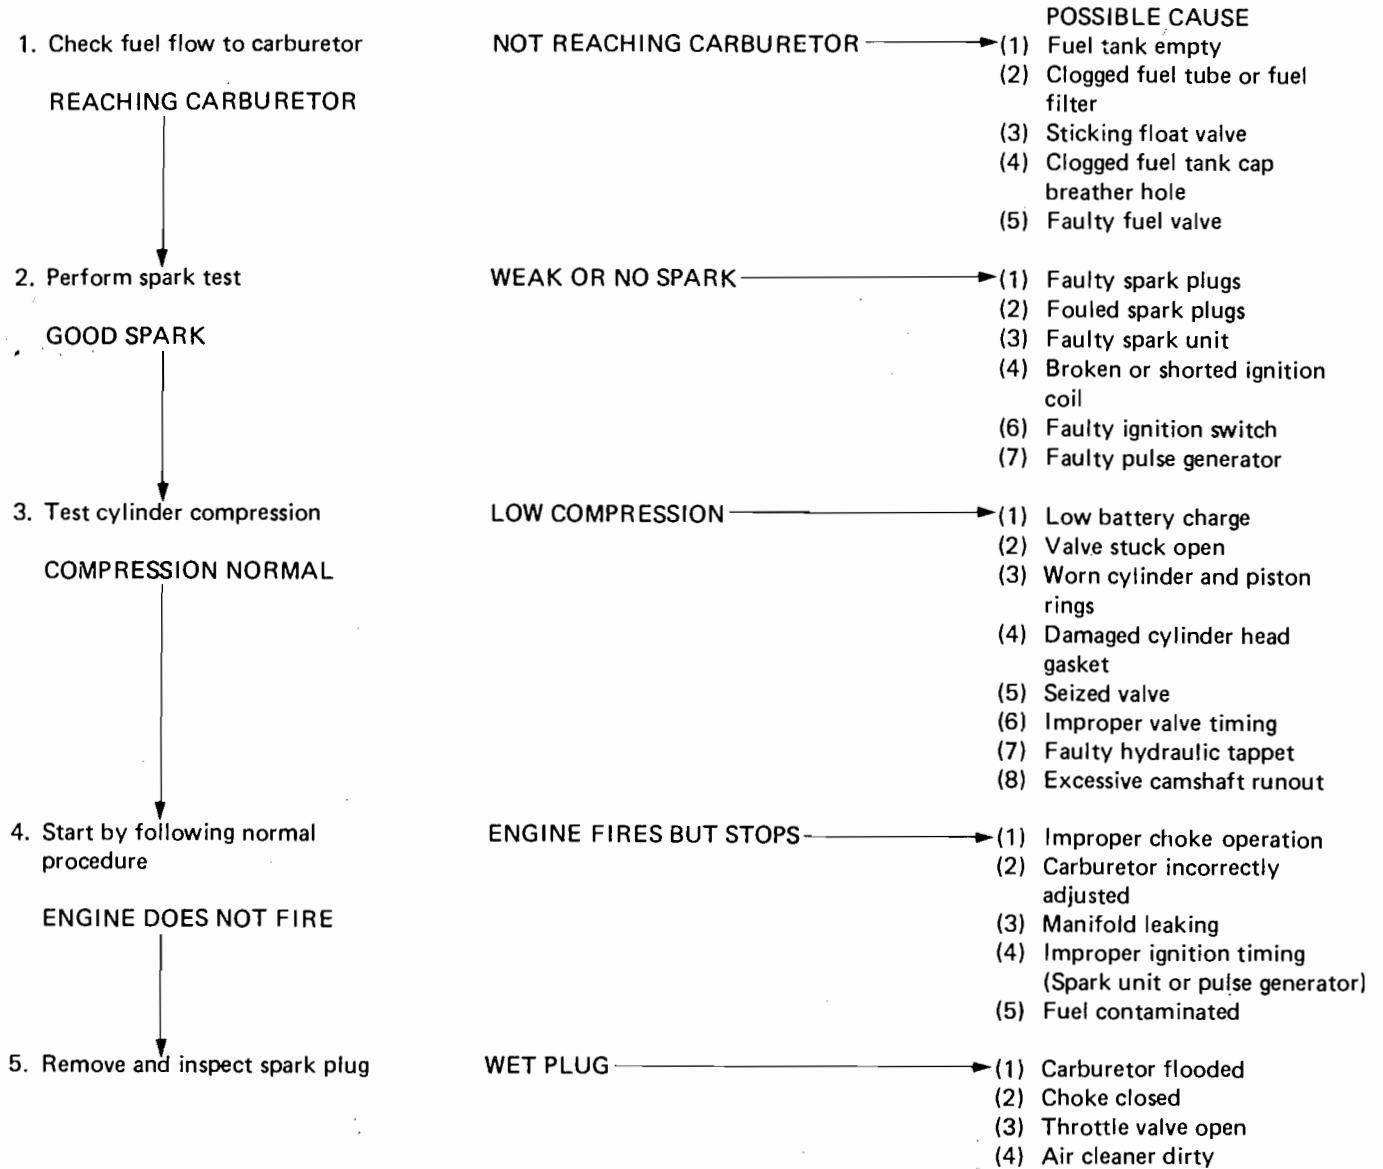 POSSIBLE CAUSE
1. Check fuel flow to carburetor
NOT REACHING CARBURETOR
(1) Fuel tank empty
(2) Clogged fuel tube or fuel
filter
REACHING CARBURETOR
(3) Sticking float valve
(4) Clogged fuel tank cap
breather hole
(5) Faulty fuel valve
2. Perform spark test
WEAK OR NO SPARK
(1) Faulty spark plugs
(2) Fouled spark plugs
GOOD SPARK
(3) Faulty spark unit
(4) Broken or shorted ignition
coil
(6) Faulty ignition switch
(7) Faulty pulse generator
3. Test cylinder compression
LOW COMPRESSION
(1) Low battery charge
(2) Valve stuck open
COMPRESSION NORMAL
(3) Worn cylinder and piston
rings
(4) Damaged cylinder head
gasket
(5) Seized valve
(6) Improper valve timing
(7) Faulty hydraulic tappet
(8) Excessive camshaft runout
4. Start by following normal
procedure
ENGINE FIRES BUT STOPS
(1) Improper choke operation
(2) Carburetor incorrectly
adjusted
ENGINE DOES NOT FIRE
(3) Manifold leaking
(4) Improper ignition timing
(Spark unit or pulse generator)
(5) Fuel contaminated
5. Remove and inspect spark plug
WET PLUG
(1) Carburetor flooded
(2) Choke closed
(3) Throttle valve open
(4) Air cleaner dirty